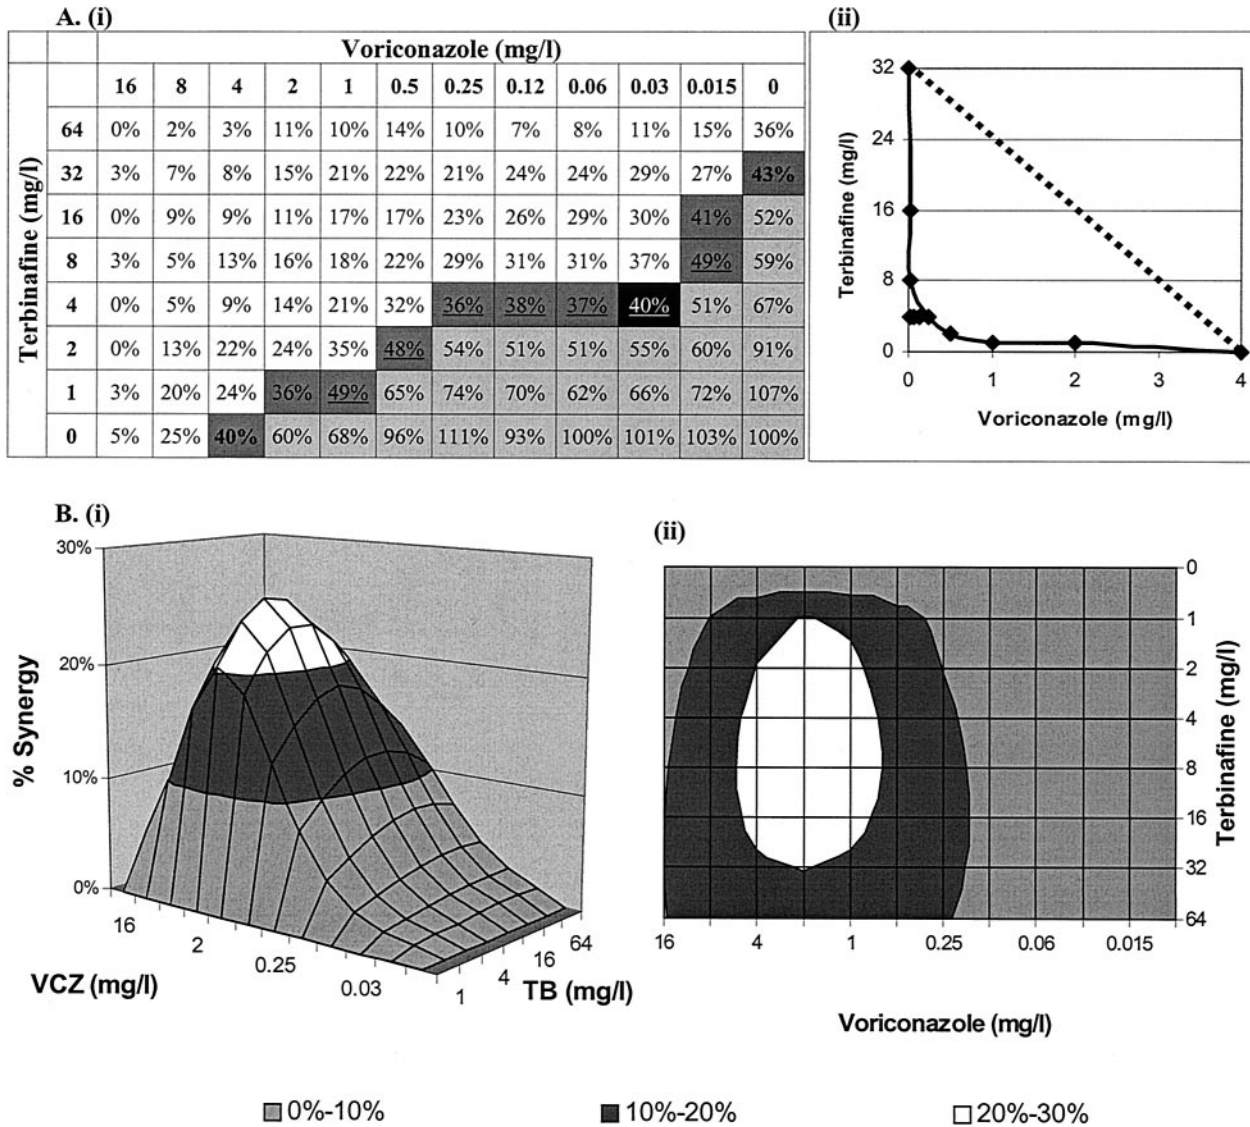 A. (i)
Voriconazole (mg/l)
16 8 4 2 1 0.5 0.25 0.12 0.06 0.03 0.015 0
Terbinafine (mg/l)
64 0% 2% 3% 11% 10% 14% 10% 7% 8% 11% 15% 36%
32 3% 7% 8% 15% 21% 22% 21% 24% 24% 29% 27% 43%
16 0% 9% 9% 11% 17% 17% 23% 26% 29% 30% 41% 52%
8 3% 5% 13% 16% 18% 22% 29% 31% 31% 37% 49% 59%
4 0% 5% 9% 14% 21% 32% 36% 38% 37% 40% 51% 67%
2 0% 13% 22% 24% 35% 48% 54% 51% 51% 55% 60% 91%
1 3% 20% 24% 36% 49% 65% 74% 70% 62% 66% 72% 107%
0 5% 25% 40% 60% 68% 96% 111% 93% 100% 101% 103% 100%
(ii)
Terbinafine (mg/l)
32
24
16
8
0
0 1 2 3 4
Voriconazole (mg/l)
B. (i)
% Synergy
30%
20%
10%
0%
16 2 0.25 0.03
VCZ (mg/l)
1 4 16 64
TB (mg/l)
(ii)
0
1
2
4
8
16
32
64
Terbinafine (mg/l)
16 4 1 0.25 0.06 0.015
Voriconazole (mg/l)
0%-10% 10%-20% 20%-30%